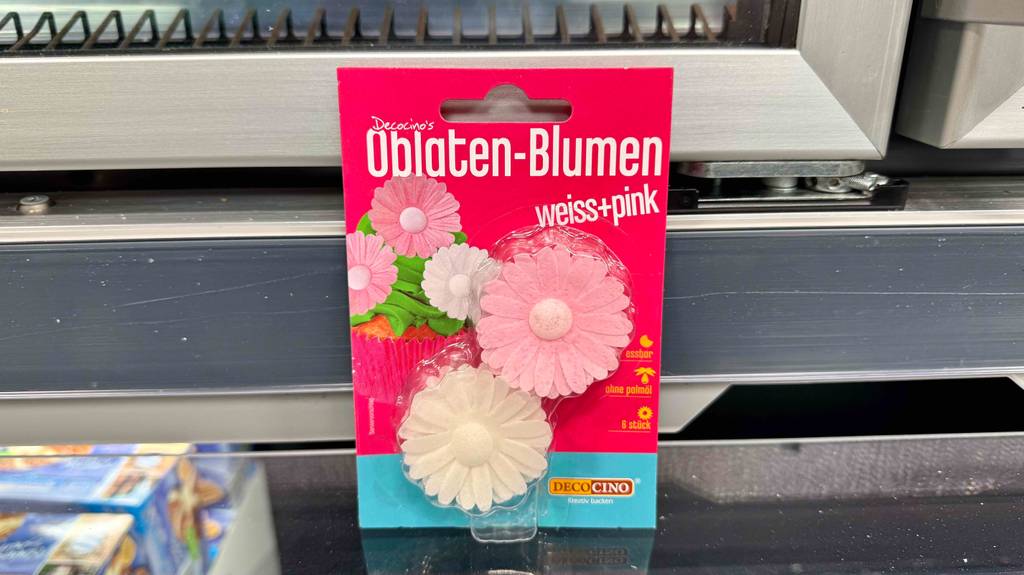 Decocino's
Oblaten-Blumen
weiss+pink
essbar
ohne palmöl
6 stück
DECOCINO®
Kreativ backen